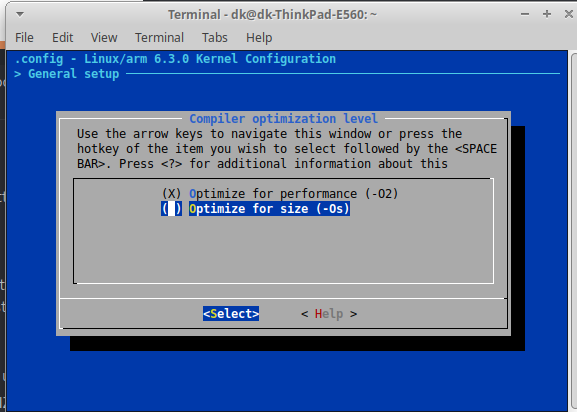 Terminal - dk@dk-ThinkPad-E560: ~
File Edit View Terminal Tabs Help
.config - Linux/arm 6.3.0 Kernel Configuration
> General setup
Compiler optimization level
Use the arrow keys to navigate this window or press the
hotkey of the item you wish to select followed by the <SPACE
BAR>. Press <?> for additional information about this
(X) Optimize for performance (-O2)
( ) Optimize for size (-Os)
<Select> < Help >